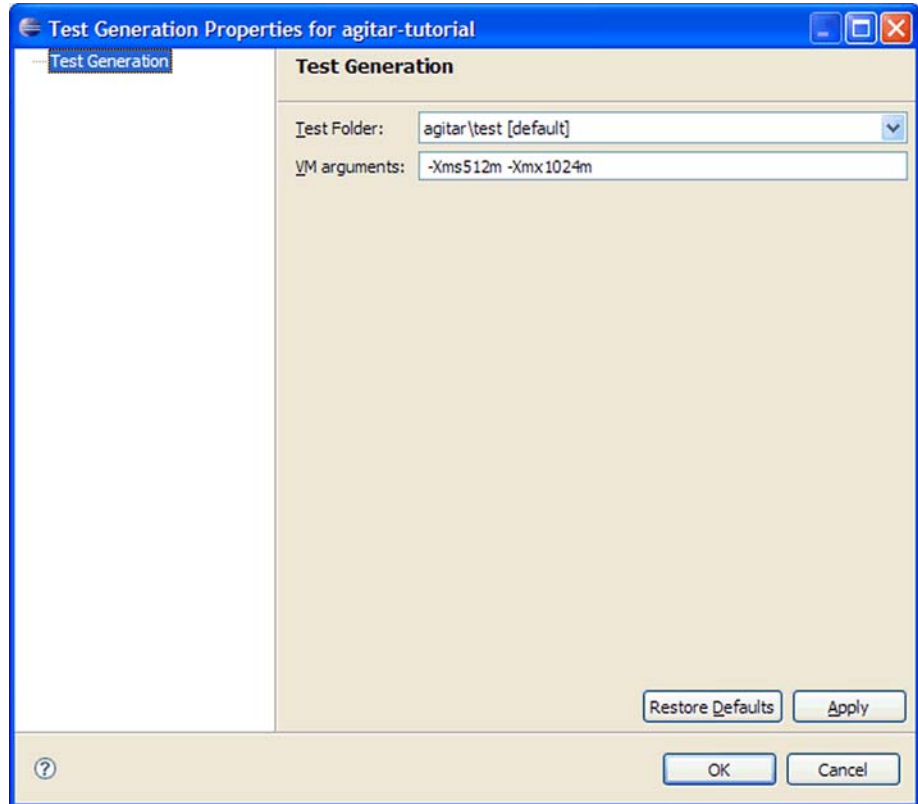 Test Generation Properties for agitar-tutorial
Test Generation
Test Generation
Test Folder: agitar\test [default]
VM arguments: -Xms512m -Xmx1024m
Restore Defaults Apply
? OK Cancel